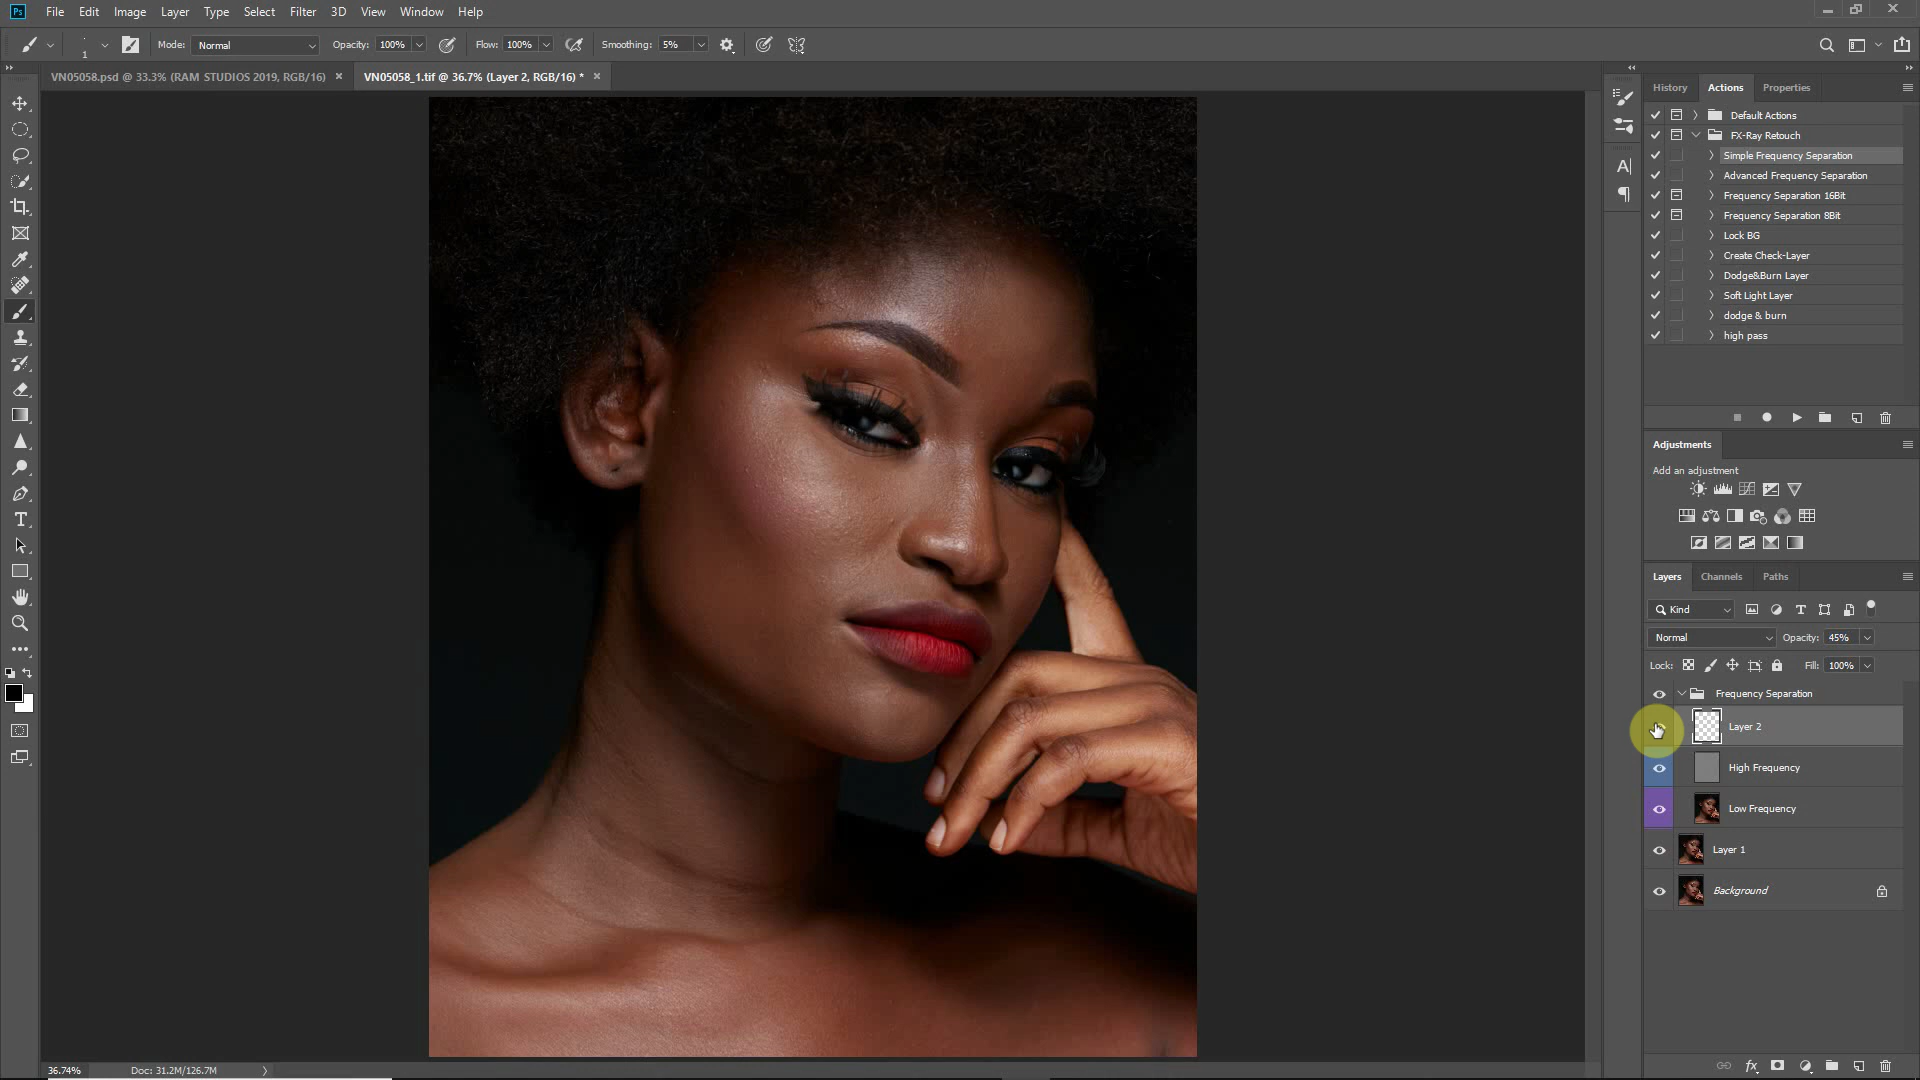 Ps File Edit Image Layer Type Select Filter 3D View Window Help
1 Mode: Normal Opacity: 100% Flow: 100% Smoothing: 5%
VN05058.psd @ 33.3% (RAM STUDIOS 2019, RGB/16) × VN05058_1.tif @ 36.7% (Layer 2, RGB/16) * ×
History Actions Properties
Default Actions
FX-Ray Retouch
Simple Frequency Separation
Advanced Frequency Separation
Frequency Separation 16Bit
Frequency Separation 8Bit
Lock BG
Create Check-Layer
Dodge&Burn Layer
Soft Light Layer
dodge & burn
high pass
Adjustments
Add an adjustment
Layers Channels Paths
Kind
Normal Opacity: 45%
Lock: Fill: 100%
Frequency Separation
Layer 2
High Frequency
Low Frequency
Layer 1
Background
36.74% Doc: 31.2M/126.7M